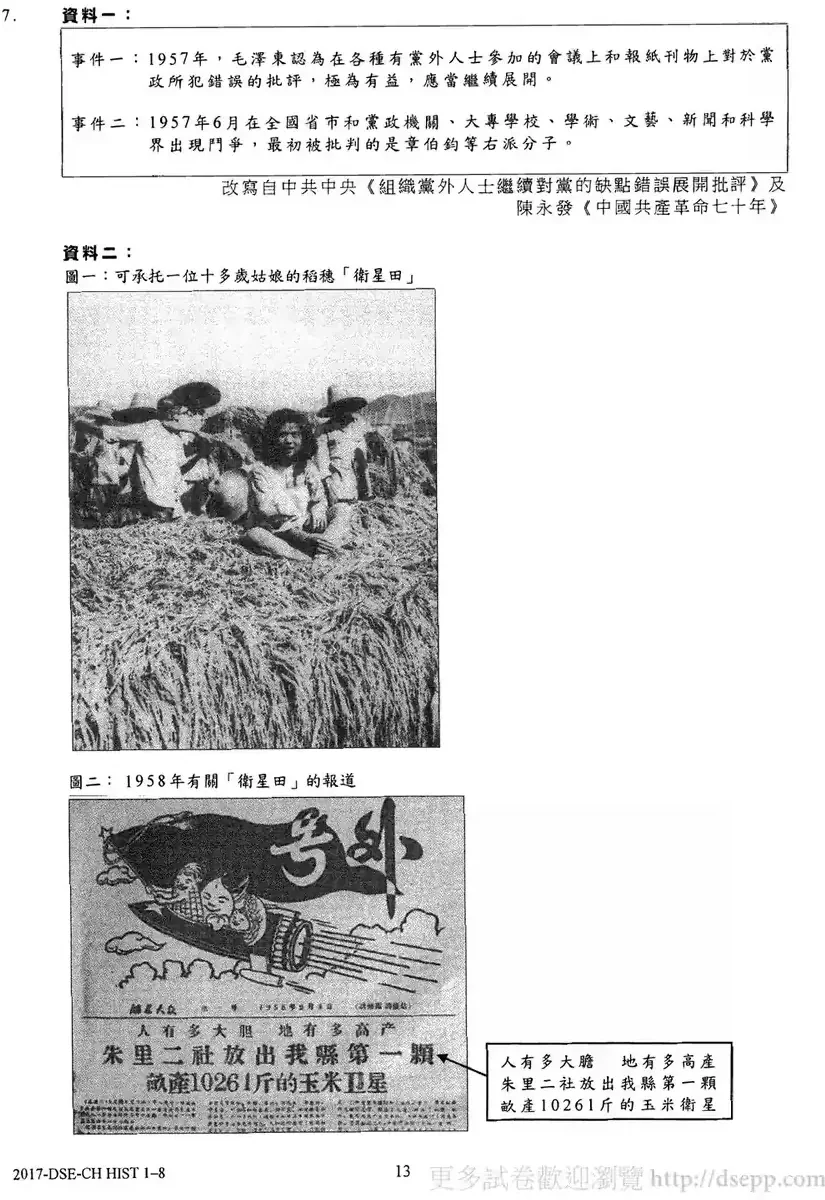 7.
資料一：
事件一：1957年，毛澤東認為在各種有黨外人士參加的會議上和報紙刊物上對於黨
政所犯錯誤的批評，極為有益，應當繼續展開。
事件二：1957年6月在全國省市和黨政機關、大專學校、學術、文藝、新聞和科學
界出現鬥爭，最初被批判的是章伯鈞等右派分子。
改寫自中共中央《組織黨外人士繼續對黨的缺點錯誤展開批評》及
陳永發《中國共產革命七十年》
資料二：
圖一：可承托一位十多歲姑娘的稻穗「衛星田」
圖二： 1958年有關「衛星田」的報道
号外
人有多大胆 地有多高产
朱里二社放出我縣第一顆
畝產10261斤的玉米卫星
人有多大膽 地有多高產
朱里二社放出我縣第一顆
畝產10261斤的玉米衛星
2017-DSE-CH HIST 1–8
13
更多試卷歡迎瀏覽 http://dsepp.com/